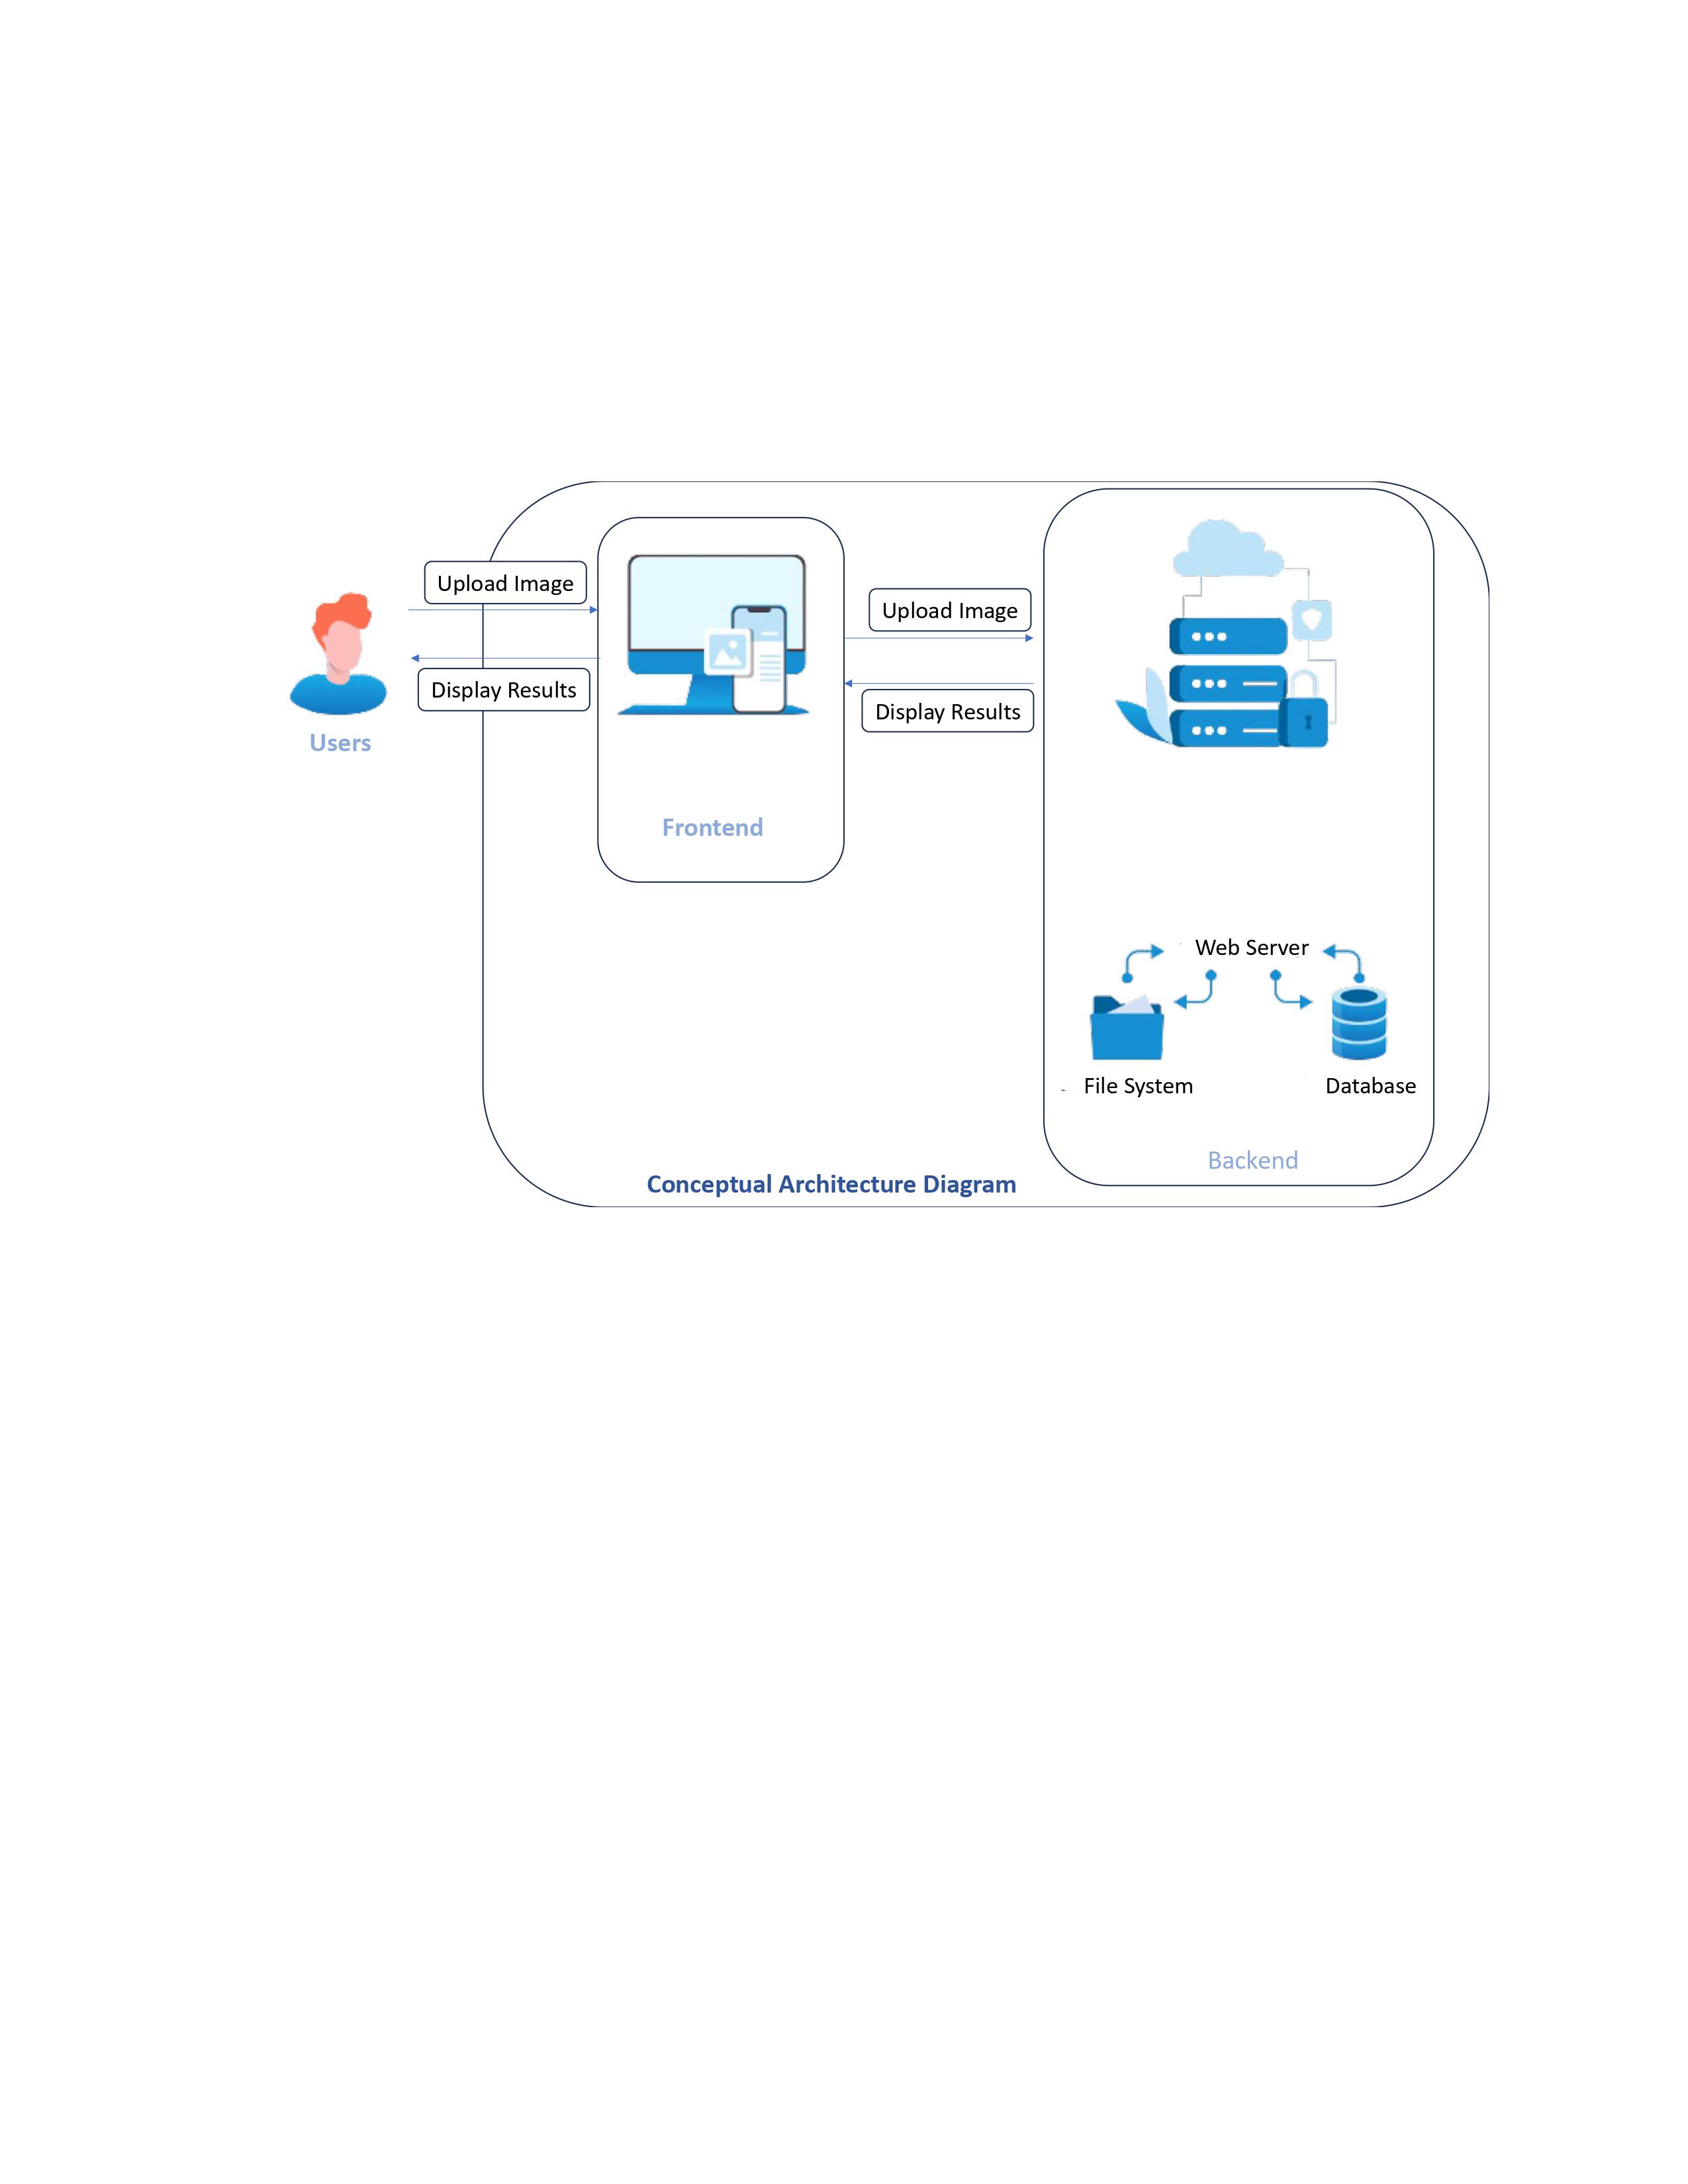 Upload Image
Upload Image
Display Results
Display Results
Users
Frontend
Web Server
File System
Database
Backend
Conceptual Architecture Diagram